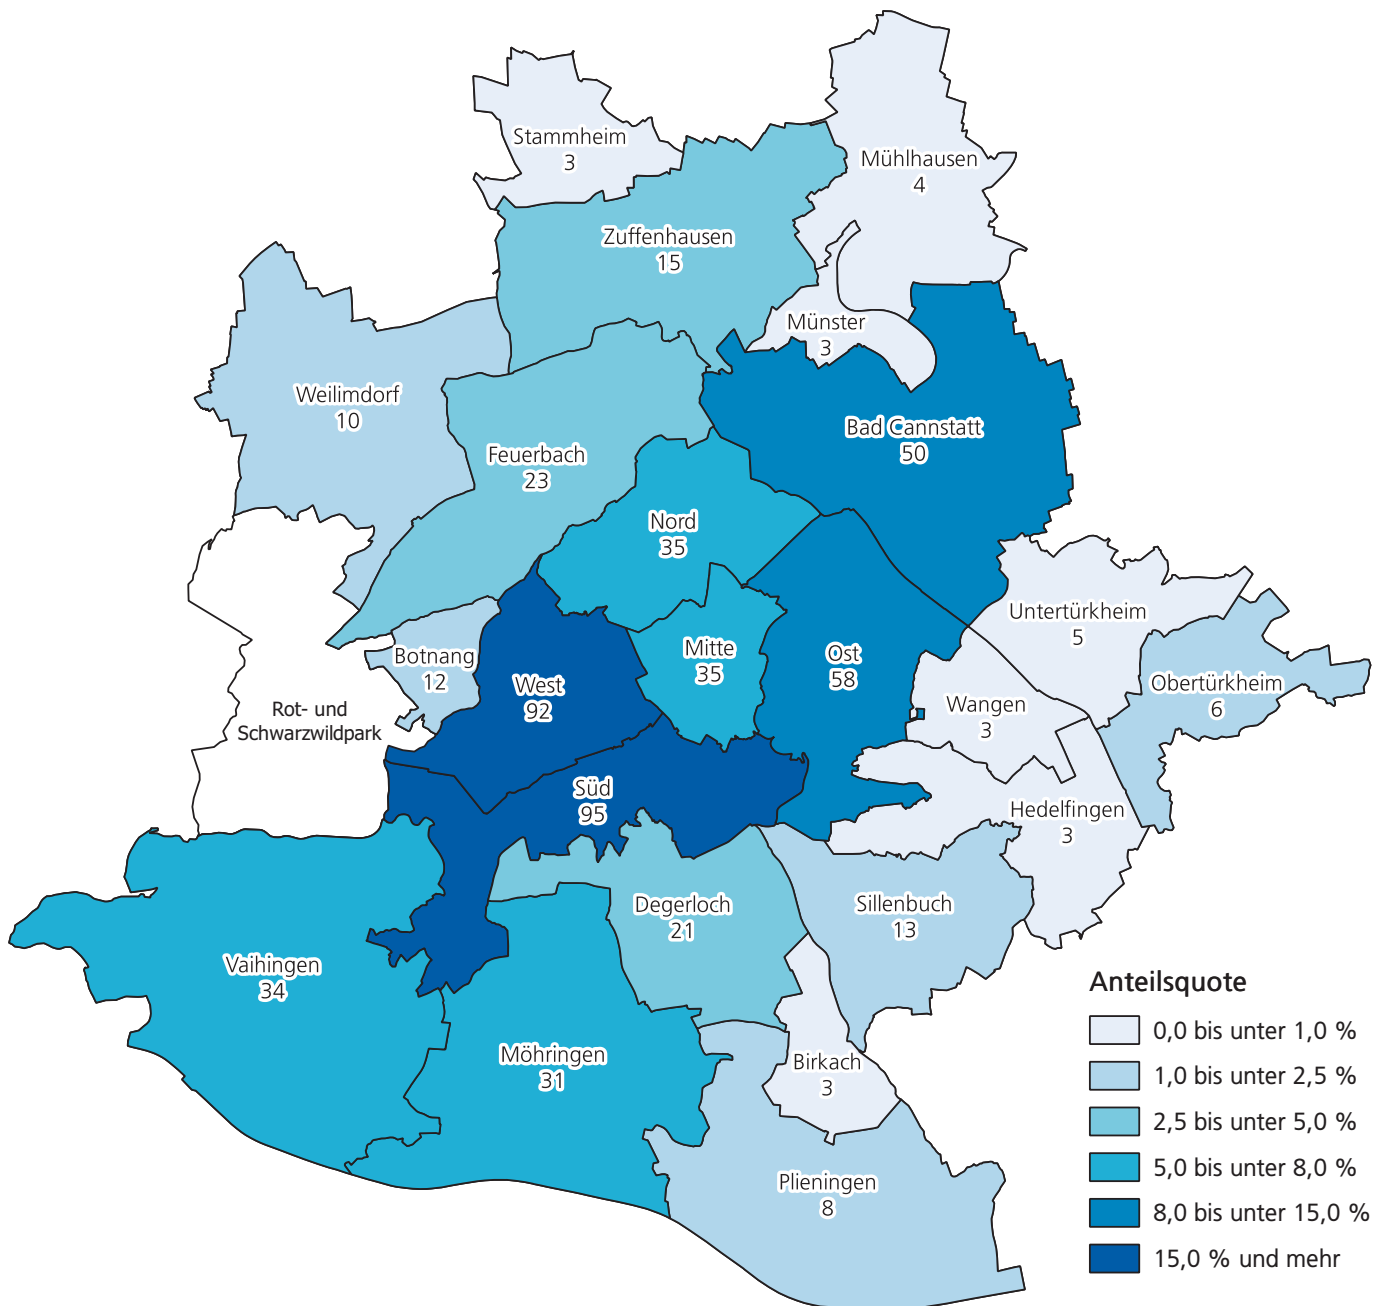 Stammheim
3
Mühlhausen
4
Zuffenhausen
15
Münster
3
Weilimdorf
10
Bad Cannstatt
50
Feuerbach
23
Nord
35
Untertürkheim
5
Botnang
12
West
92
Mitte
35
Ost
58
Obertürkheim
6
Wangen
3
Rot- und
Schwarzwildpark
Süd
95
Hedelfingen
3
Degerloch
21
Sillenbuch
13
Vaihingen
34
Möhringen
31
Birkach
3
Plieningen
8
Anteilsquote
0,0 bis unter 1,0 %
1,0 bis unter 2,5 %
2,5 bis unter 5,0 %
5,0 bis unter 8,0 %
8,0 bis unter 15,0 %
15,0 % und mehr